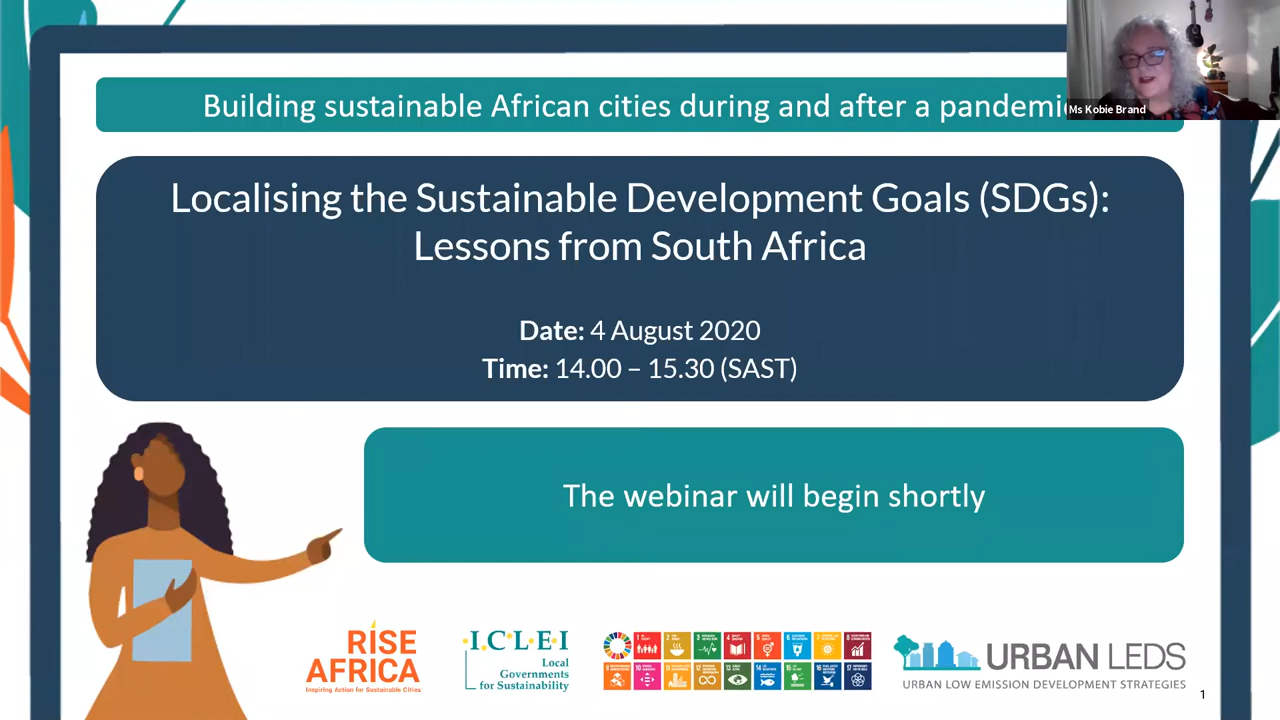 Building sustainable African cities during and after a pandemi
Ms Kobie Brand
Localising the Sustainable Development Goals (SDGs):
Lessons from South Africa
Date: 4 August 2020
Time: 14.00 – 15.30 (SAST)
The webinar will begin shortly
RISE
AFRICA
Inspiring Action for Sustainable Cities
I.C.L.E.I
Local
Governments
for Sustainability
URBAN LEDS
URBAN LOW EMISSION DEVELOPMENT STRATEGIES
1